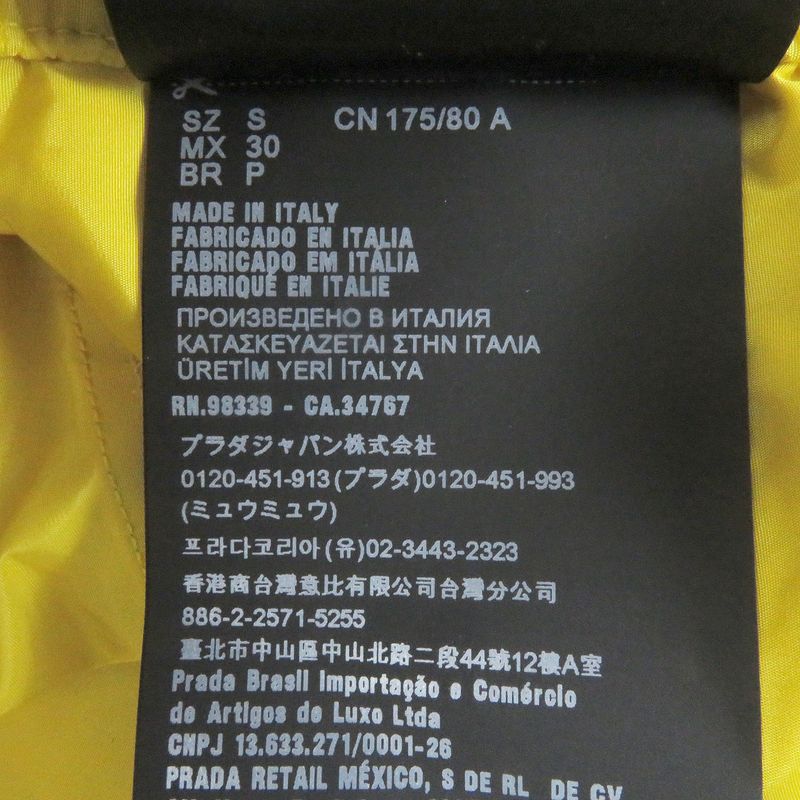 SZ S CN 175/80 A
MX 30
BR P
MADE IN ITALY
FABRICADO EN ITALIA
FABRICADO EM ITÁLIA
FABRIQUÉ EN ITALIE
ПРОИЗВЕДЕНО В ИТАЛИЯ
ΚΑΤΑΣΚΕΥΑΖΕΤΑΙ ΣΤΗΝ ΙΤΑΛΙΑ
ÜRETİM YERİ İTALYA
RN.98339 - CA.34767
プラダジャパン株式会社
0120-451-913(プラダ)0120-451-993
(ミュウミュウ)
프라다코리아(유)02-3443-2323
香港商台灣意比有限公司台灣分公司
886-2-2571-5255
臺北市中山區中山北路二段44號12樓A室
Prada Brasil Importação e Comércio
de Artigos de Luxo Ltda
CNPJ 13.633.271/0001-26
PRADA RETAIL MÉXICO, S DE RL DE CV